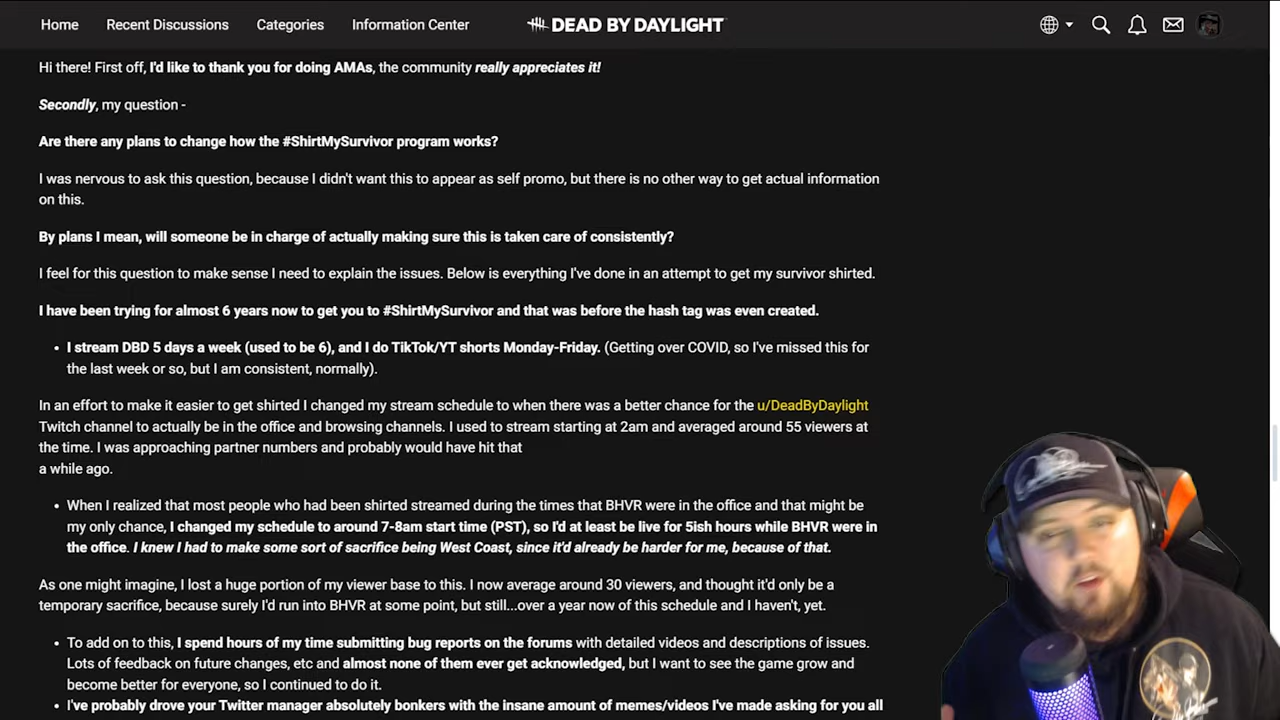 Home Recent Discussions Categories Information Center DEAD BY DAYLIGHT
Hi there! First off, I'd like to thank you for doing AMAs, the community really appreciates it!
Secondly, my question -
Are there any plans to change how the #ShirtMySurvivor program works?
I was nervous to ask this question, because I didn't want this to appear as self promo, but there is no other way to get actual information
on this.
By plans I mean, will someone be in charge of actually making sure this is taken care of consistently?
I feel for this question to make sense I need to explain the issues. Below is everything I've done in an attempt to get my survivor shirted.
I have been trying for almost 6 years now to get you to #ShirtMySurvivor and that was before the hash tag was even created.
• I stream DBD 5 days a week (used to be 6), and I do TikTok/YT shorts Monday-Friday. (Getting over COVID, so I've missed this for
the last week or so, but I am consistent, normally).
In an effort to make it easier to get shirted I changed my stream schedule to when there was a better chance for the u/DeadByDaylight
Twitch channel to actually be in the office and browsing channels. I used to stream starting at 2am and averaged around 55 viewers at
the time. I was approaching partner numbers and probably would have hit that
a while ago.
• When I realized that most people who had been shirted streamed during the times that BHVR were in the office and that might be
my only chance, I changed my schedule to around 7-8am start time (PST), so I'd at least be live for 5ish hours while BHVR were in
the office. I knew I had to make some sort of sacrifice being West Coast, since it'd already be harder for me, because of that.
As one might imagine, I lost a huge portion of my viewer base to this. I now average around 30 viewers, and thought it'd only be a
temporary sacrifice, because surely I'd run into BHVR at some point, but still...over a year now of this schedule and I haven't, yet.
• To add on to this, I spend hours of my time submitting bug reports on the forums with detailed videos and descriptions of issues.
Lots of feedback on future changes, etc and almost none of them ever get acknowledged, but I want to see the game grow and
become better for everyone, so I continued to do it.
• I've probably drove your Twitter manager absolutely bonkers with the insane amount of memes/videos I've made asking for you all